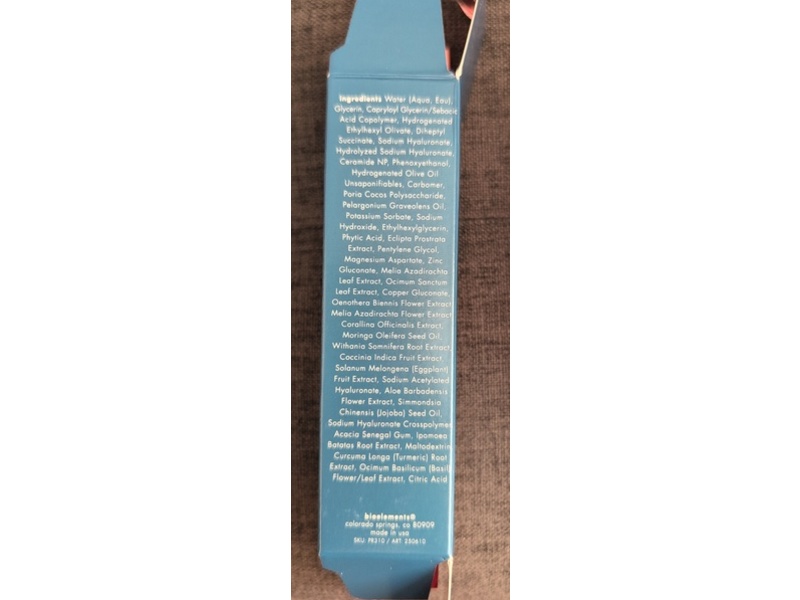 Ingredients Water (Aqua, Eau),
Glycerin, Capryloyl Glycerin/Sebacic
Acid Copolymer, Hydrogenated
Ethylhexyl Olivate, Diheptyl
Succinate, Sodium Hyaluronate,
Hydrolyzed Sodium Hyaluronate,
Ceramide NP, Phenoxyethanol,
Hydrogenated Olive Oil
Unsaponifiables, Carbomer,
Poria Cocos Polysaccharide,
Pelargonium Graveolens Oil,
Potassium Sorbate, Sodium
Hydroxide, Ethylhexylglycerin,
Phytic Acid, Eclipta Prostrata
Extract, Pentylene Glycol,
Magnesium Aspartate, Zinc
Gluconate, Melia Azadirachta
Leaf Extract, Ocimum Sanctum
Leaf Extract, Copper Gluconate,
Oenothera Biennis Flower Extract,
Melia Azadirachta Flower Extract,
Corallina Officinalis Extract,
Moringa Oleifera Seed Oil,
Withania Somnifera Root Extract,
Coccinia Indica Fruit Extract,
Solanum Melongena (Eggplant)
Fruit Extract, Sodium Acetylated
Hyaluronate, Aloe Barbadensis
Flower Extract, Simmondsia
Chinensis (Jojoba) Seed Oil,
Sodium Hyaluronate Crosspolymer,
Acacia Senegal Gum, Ipomoea
Batatas Root Extract, Maltodextrin,
Curcuma Longa (Turmeric) Root
Extract, Ocimum Basilicum (Basil)
Flower/Leaf Extract, Citric Acid
bioelements®
colorado springs, co 80909
made in usa
SKU: PR310 / ART: 230610